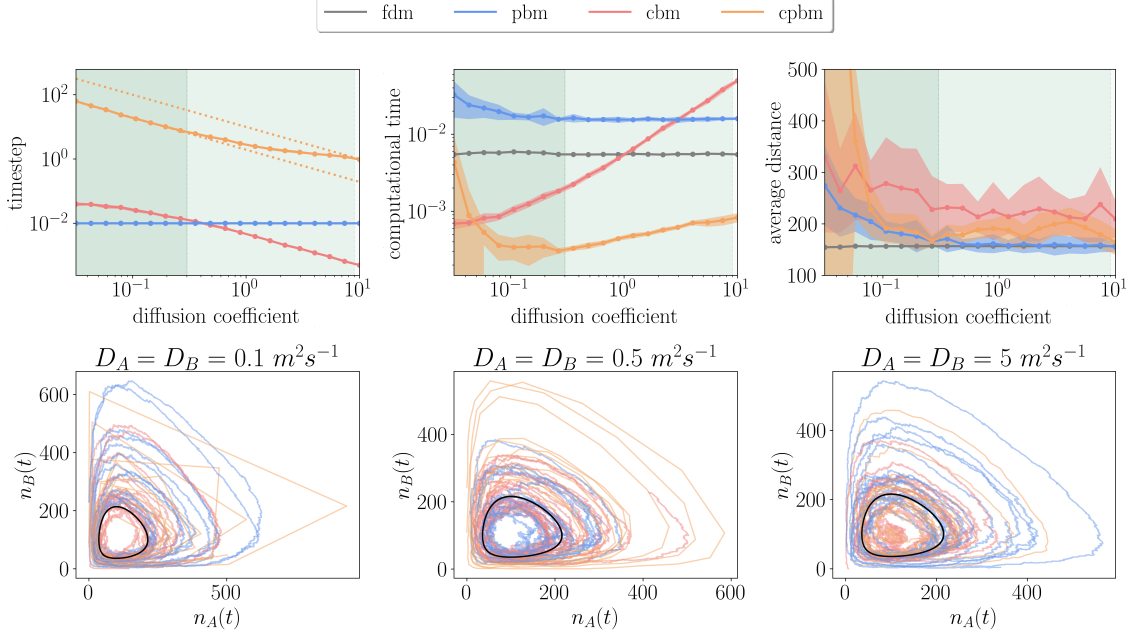 fdm pbm cbm cpbm
timestep
10^2
10^0
10^−2
10^−1 10^0 10^1
diffusion coefficient
computational time
10^−2
10^−3
10^−1 10^0 10^1
diffusion coefficient
average distance
500
400
300
200
100
10^−1 10^0 10^1
diffusion coefficient
D_A = D_B = 0.1 m^2s^−1
n_B(t)
600
400
200
0
0 500
n_A(t)
D_A = D_B = 0.5 m^2s^−1
n_B(t)
400
200
0
0 200 400 600
n_A(t)
D_A = D_B = 5 m^2s^−1
n_B(t)
400
200
0
0 200 400
n_A(t)